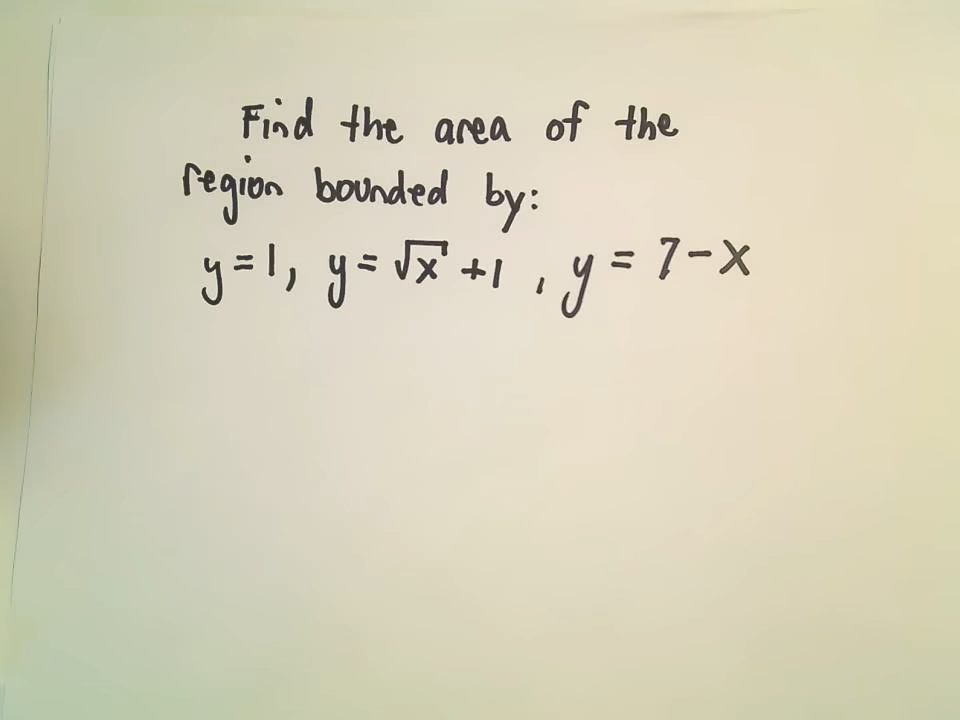 Find the area of the
region bounded by:
y = 1, y = √x + 1, y = 7 - x